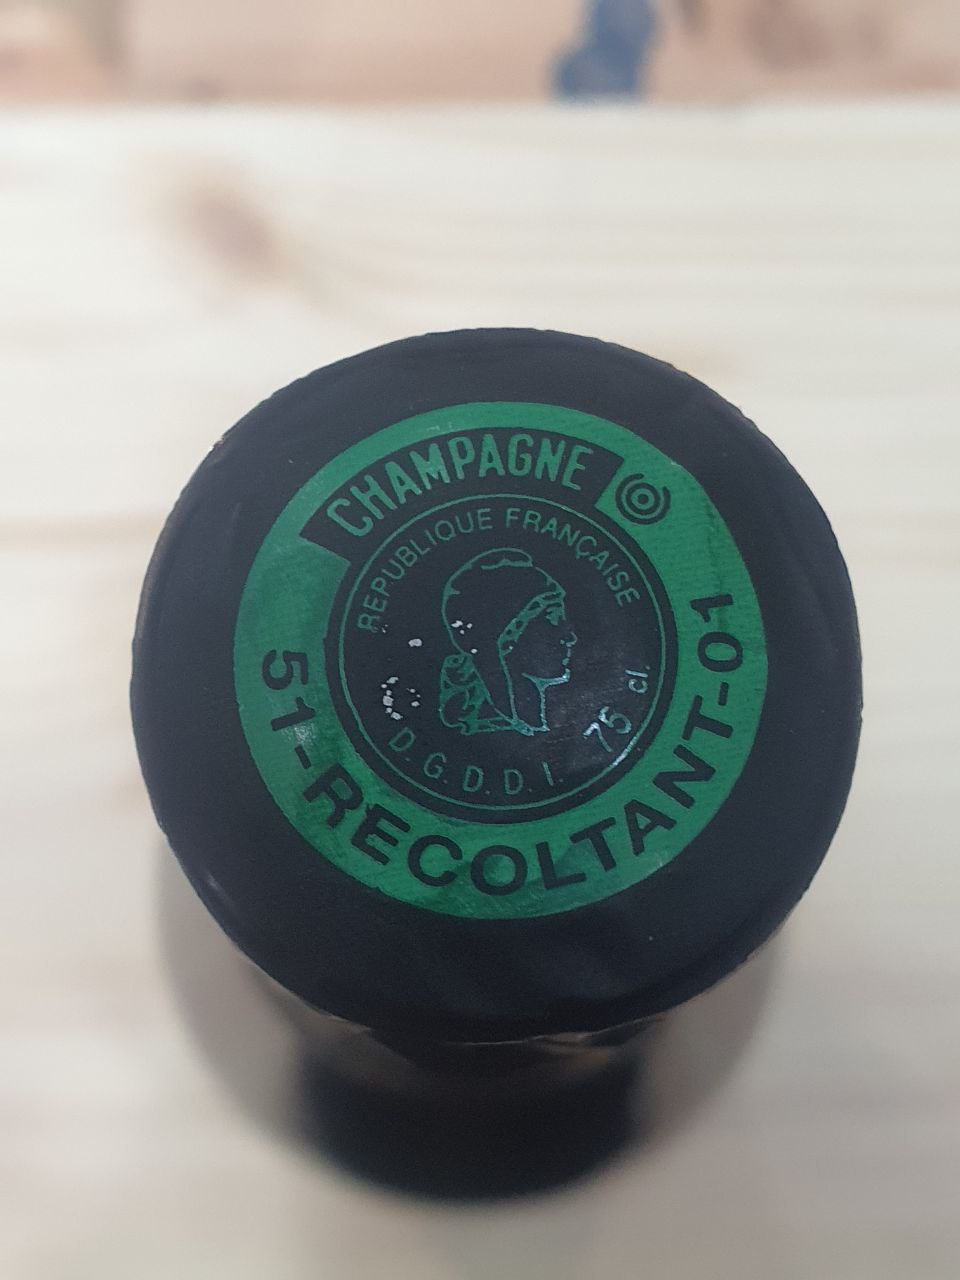 CHAMPAGNE
REPUBLIQUE FRANÇAISE
75 cl.
D.G.D.D.I.
51-RECOLTANT-01